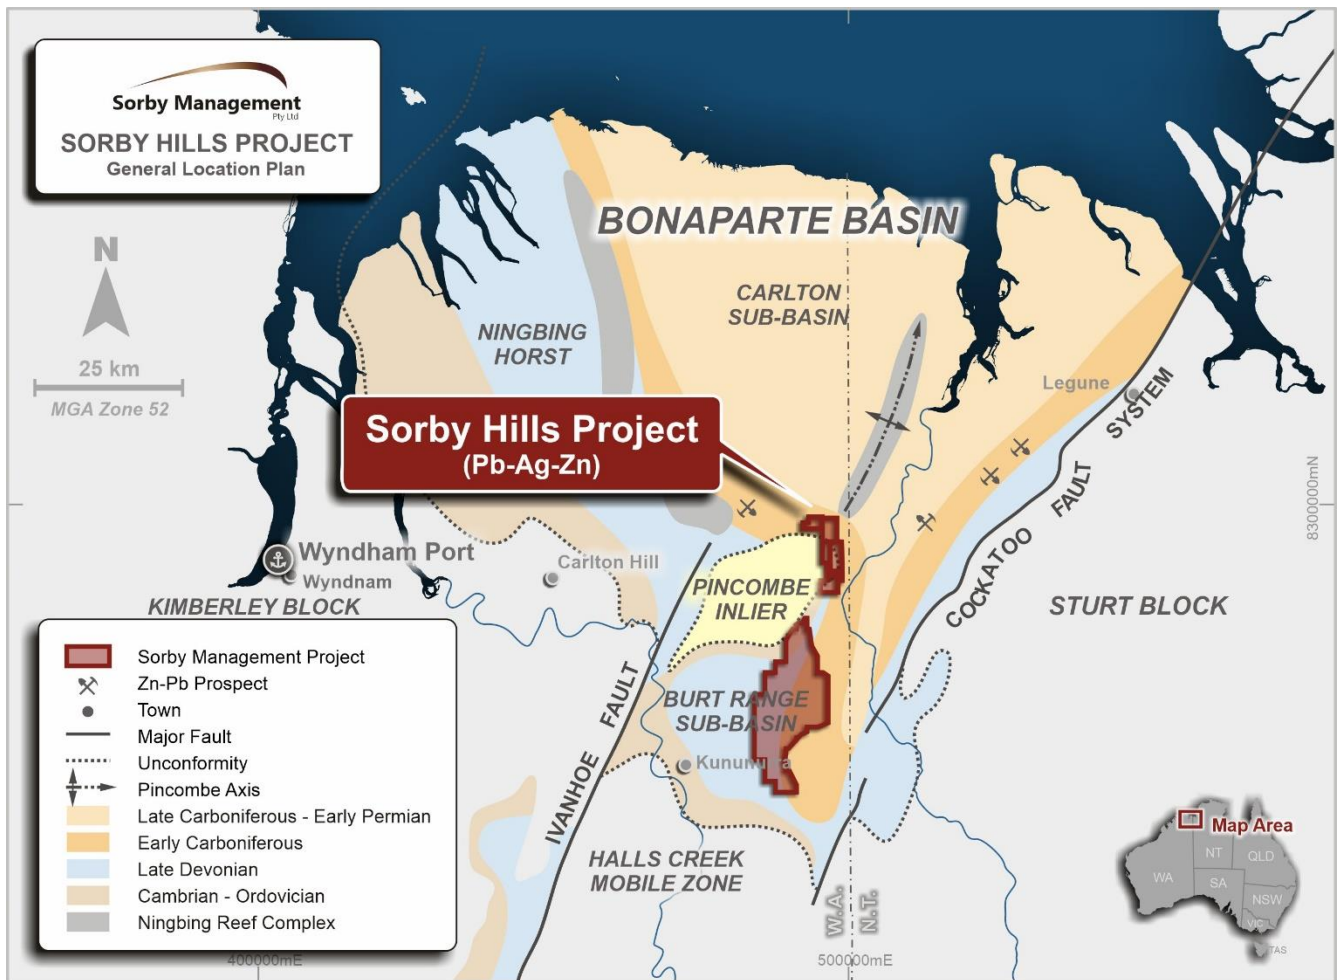 Sorby Management
Pty Ltd
SORBY HILLS PROJECT
General Location Plan
N
25 km
MGA Zone 52
BONAPARTE BASIN
CARLTON
SUB-BASIN
NINGBING
HORST
Legune
Sorby Hills Project
(Pb-Ag-Zn)
COCKATOO FAULT SYSTEM
8300000mN
Wyndham Port
Wyndnam
Carlton Hill
KIMBERLEY BLOCK
PINCOMBE
INLIER
STURT BLOCK
IVANHOE FAULT
BURT RANGE
SUB-BASIN
Kununurra
HALLS CREEK
MOBILE ZONE
W.A.
N.T.
Sorby Management Project
Zn-Pb Prospect
Town
Major Fault
Unconformity
Pincombe Axis
Late Carboniferous - Early Permian
Early Carboniferous
Late Devonian
Cambrian - Ordovician
Ningbing Reef Complex
400000mE
500000mE
Map Area
WA
NT
QLD
SA
NSW
VIC
TAS